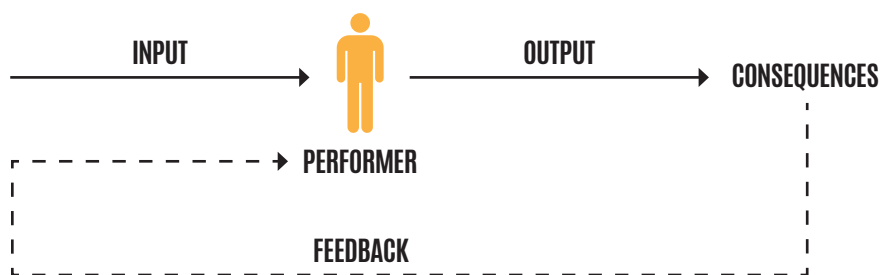 INPUT
OUTPUT
CONSEQUENCES
PERFORMER
FEEDBACK